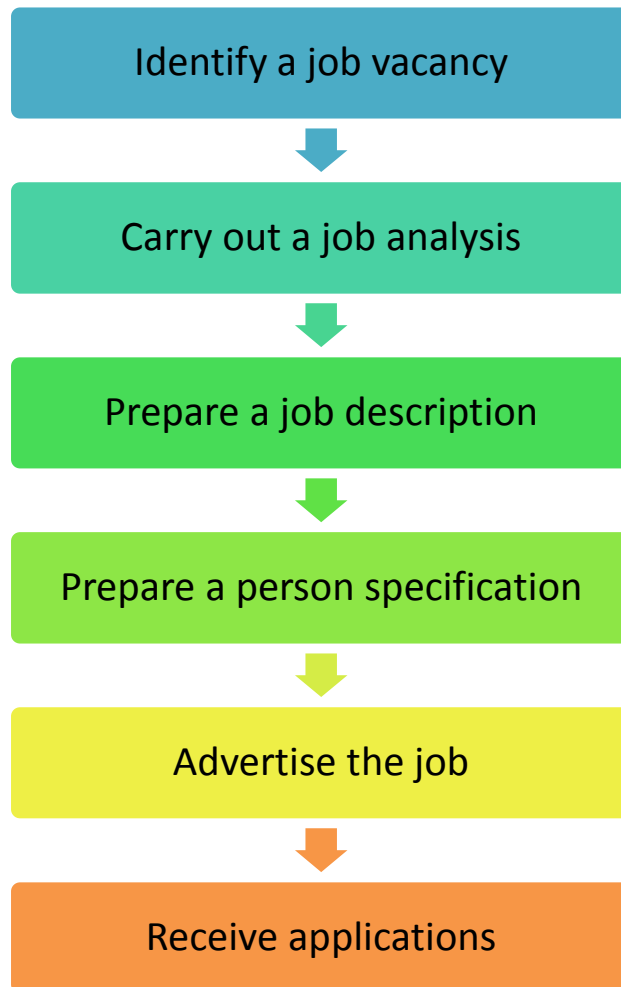 Identify a job vacancy
Carry out a job analysis
Prepare a job description
Prepare a person specification
Advertise the job
Receive applications